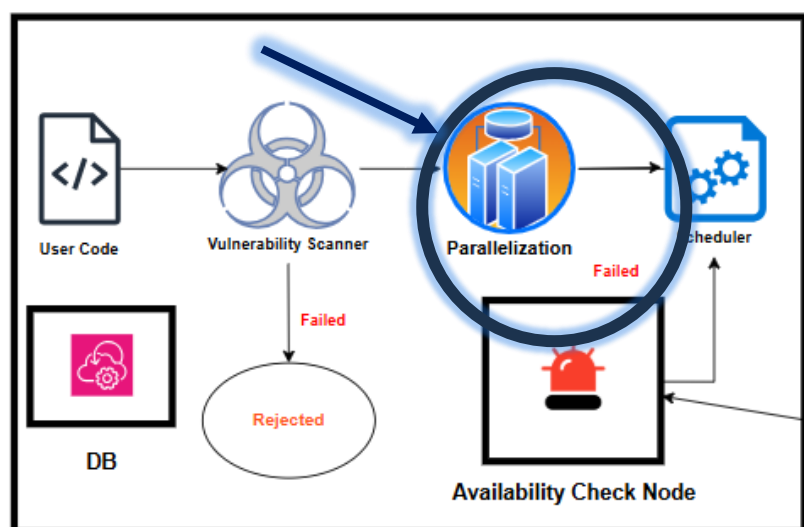 User Code
Vulnerability Scanner
Parallelization
cheduler
Failed
Failed
Rejected
DB
Availability Check Node